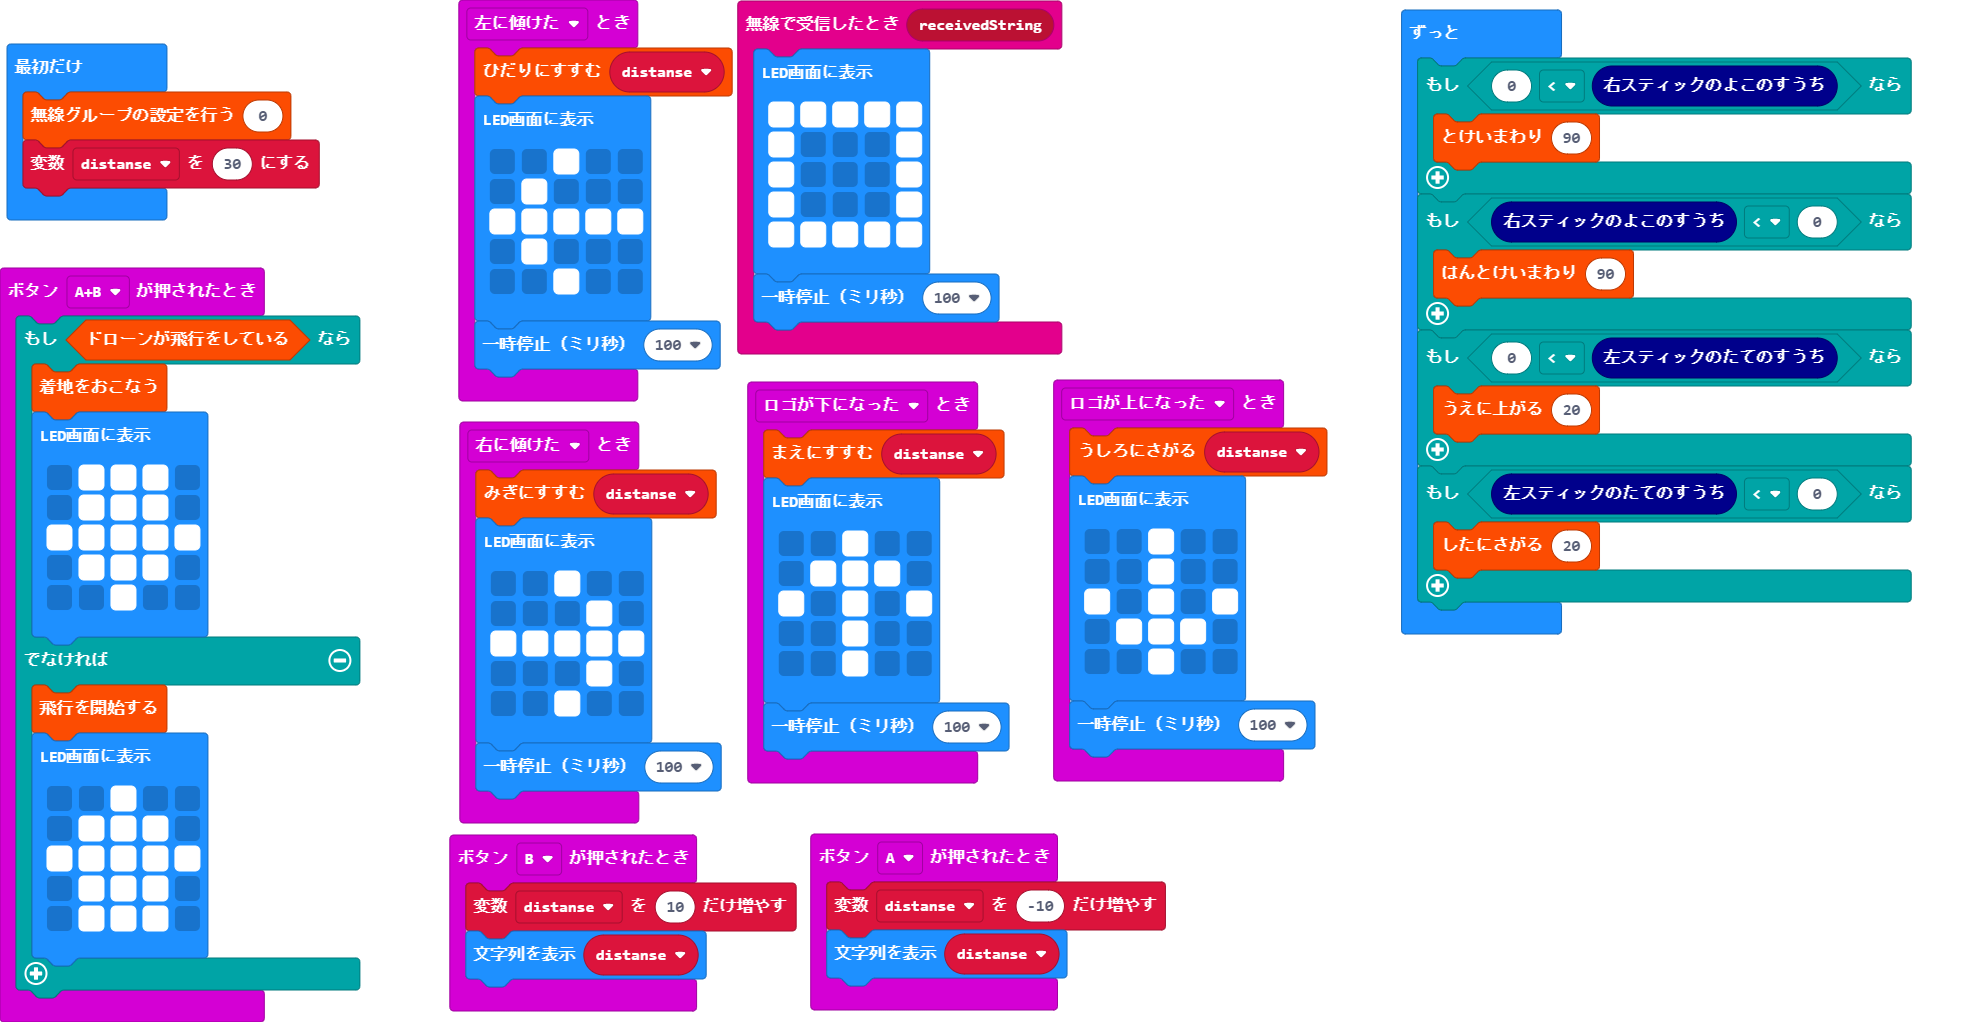 最初だけ
無線グループの設定を行う 0
変数 distanse を 30 にする
ボタン A+B が押されたとき
もし ドローンが飛行をしている なら
着地をおこなう
LED画面に表示
でなければ
飛行を開始する
LED画面に表示
左に傾けた とき
ひだりにすすむ distanse
LED画面に表示
一時停止（ミリ秒） 100
右に傾けた とき
みぎにすすむ distanse
LED画面に表示
一時停止（ミリ秒） 100
無線で受信したとき receivedString
LED画面に表示
一時停止（ミリ秒） 100
ロゴが下になった とき
まえにすすむ distanse
LED画面に表示
一時停止（ミリ秒） 100
ロゴが上になった とき
うしろにさがる distanse
LED画面に表示
一時停止（ミリ秒） 100
ボタン B が押されたとき
変数 distanse を 10 だけ増やす
文字列を表示 distanse
ボタン A が押されたとき
変数 distanse を -10 だけ増やす
文字列を表示 distanse
ずっと
もし 0 < 右スティックのよこのすうち なら
とけいまわり 90
もし 右スティックのよこのすうち < 0 なら
はんとけいまわり 90
もし 0 < 左スティックのたてのすうち なら
うえに上がる 20
もし 左スティックのたてのすうち < 0 なら
したにさがる 20